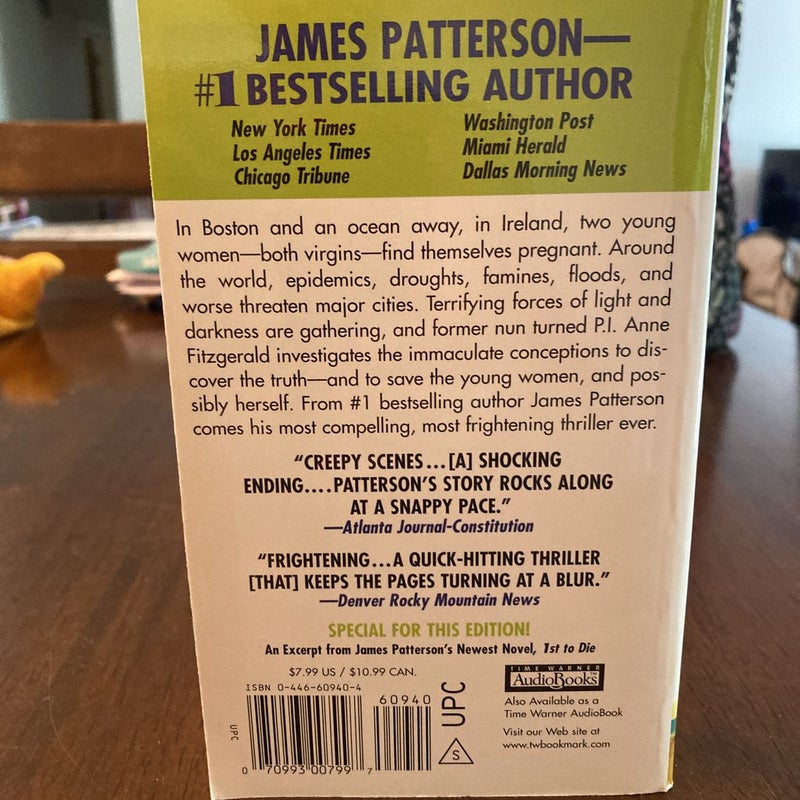 JAMES PATTERSON—
#1 BESTSELLING AUTHOR
New York Times
Los Angeles Times
Chicago Tribune
Washington Post
Miami Herald
Dallas Morning News
In Boston and an ocean away, in Ireland, two young
women—both virgins—find themselves pregnant. Around
the world, epidemics, droughts, famines, floods, and
worse threaten major cities. Terrifying forces of light and
darkness are gathering, and former nun turned P.I. Anne
Fitzgerald investigates the immaculate conceptions to dis-
cover the truth—and to save the young women, and pos-
sibly herself. From #1 bestselling author James Patterson
comes his most compelling, most frightening thriller ever.
"CREEPY SCENES...[A] SHOCKING
ENDING....PATTERSON'S STORY ROCKS ALONG
AT A SNAPPY PACE."
—Atlanta Journal-Constitution
"FRIGHTENING...A QUICK-HITTING THRILLER
[THAT] KEEPS THE PAGES TURNING AT A BLUR."
—Denver Rocky Mountain News
SPECIAL FOR THIS EDITION!
An Excerpt from James Patterson's Newest Novel, 1st to Die
$7.99 US / $10.99 CAN.
ISBN 0-446-60940-4
60940
UPC
UPC
S
0 70993 00799 7
TIME WARNER
AudioBooks™
Also Available as a
Time Warner AudioBook
Visit our Web site at
www.twbookmark.com